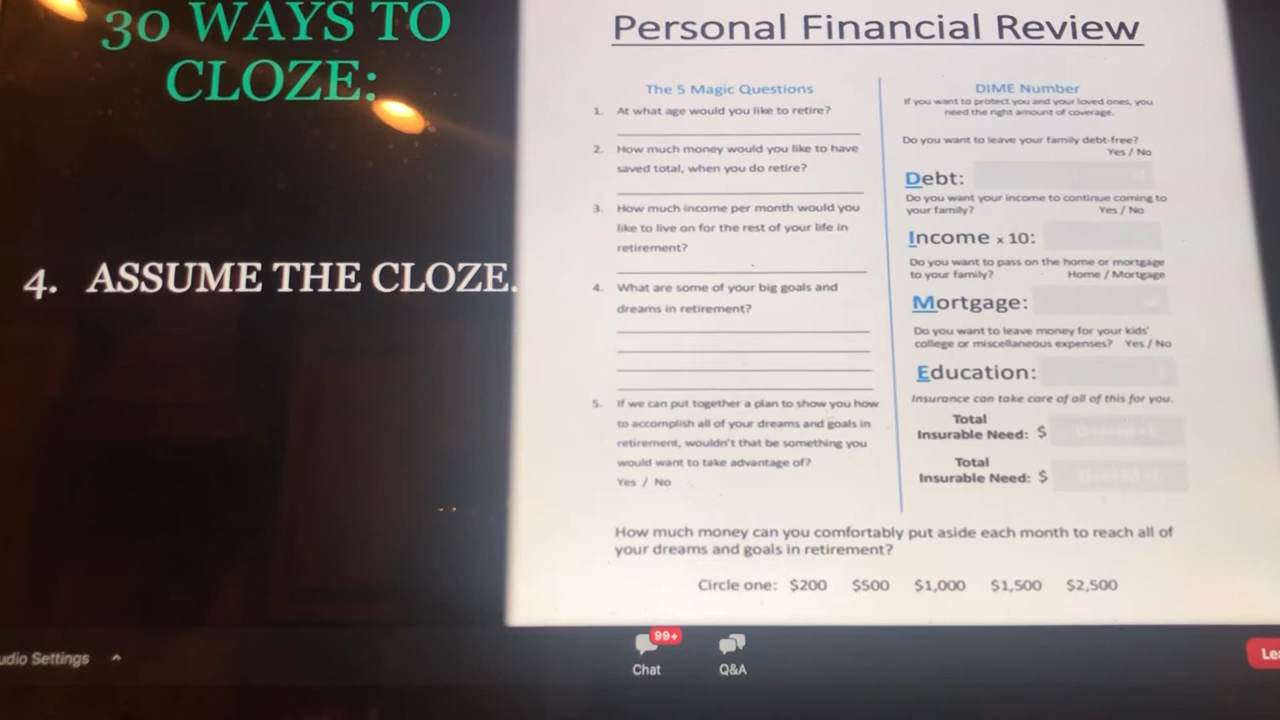 30 WAYS TO
CLOZE:
4. ASSUME THE CLOZE.
Personal Financial Review
The 5 Magic Questions
1. At what age would you like to retire?
2. How much money would you like to have
saved total, when you do retire?
3. How much income per month would you
like to live on for the rest of your life in
retirement?
4. What are some of your big goals and
dreams in retirement?
5. If we can put together a plan to show you how
to accomplish all of your dreams and goals in
retirement, wouldn't that be something you
would want to take advantage of?
Yes / No
DIME Number
If you want to protect you and your loved ones, you
need the right amount of coverage.
Do you want to leave your family debt-free?
Yes / No
Debt:
Do you want your income to continue coming to
your family? Yes / No
Income x 10:
Do you want to pass on the home or mortgage
to your family? Home / Mortgage
Mortgage:
Do you want to leave money for your kids'
college or miscellaneous expenses? Yes / No
Education:
Insurance can take care of all of this for you.
Total
Insurable Need: $
Total
Insurable Need: $
How much money can you comfortably put aside each month to reach all of
your dreams and goals in retirement?
Circle one: $200 $500 $1,000 $1,500 $2,500
udio Settings
99+
Chat
Q&A
Le